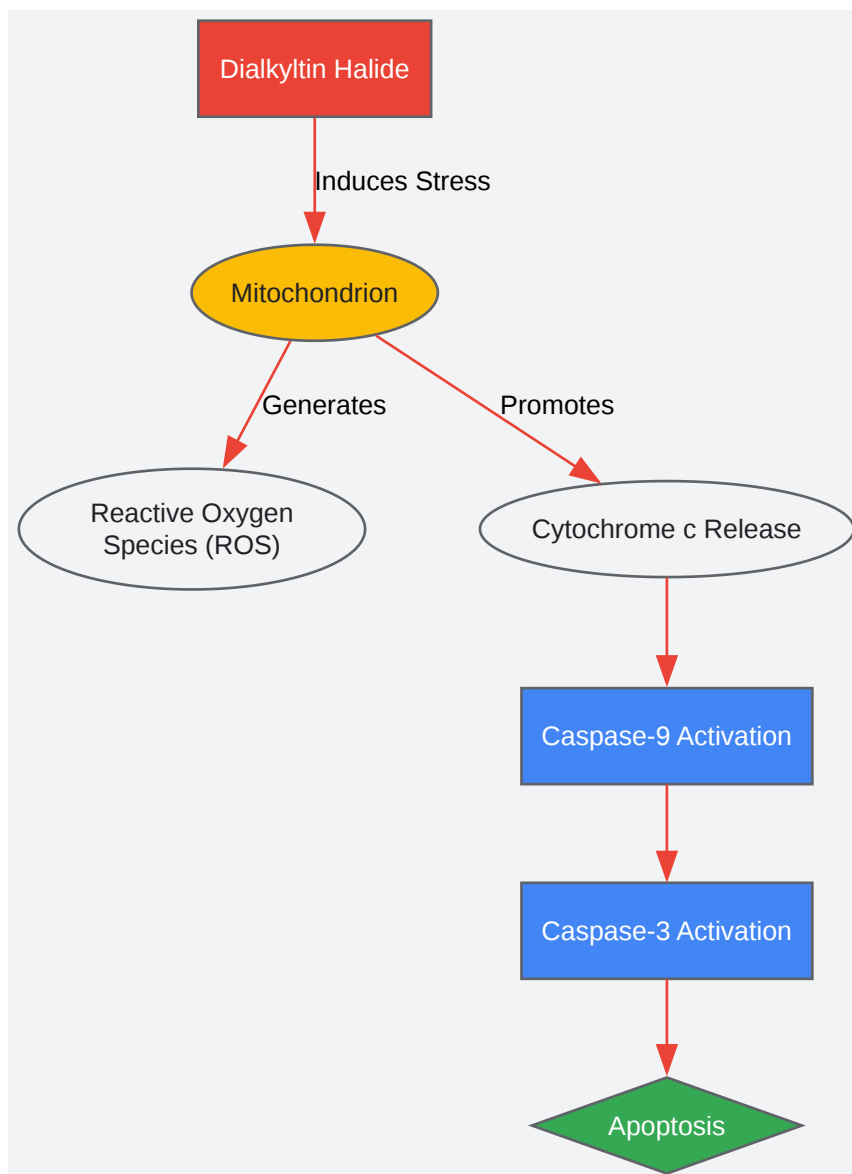 Dialkyltin Halide
Induces Stress
Mitochondrion
Generates
Promotes
Reactive Oxygen
Species (ROS)
Cytochrome c Release
Caspase-9 Activation
Caspase-3 Activation
Apoptosis